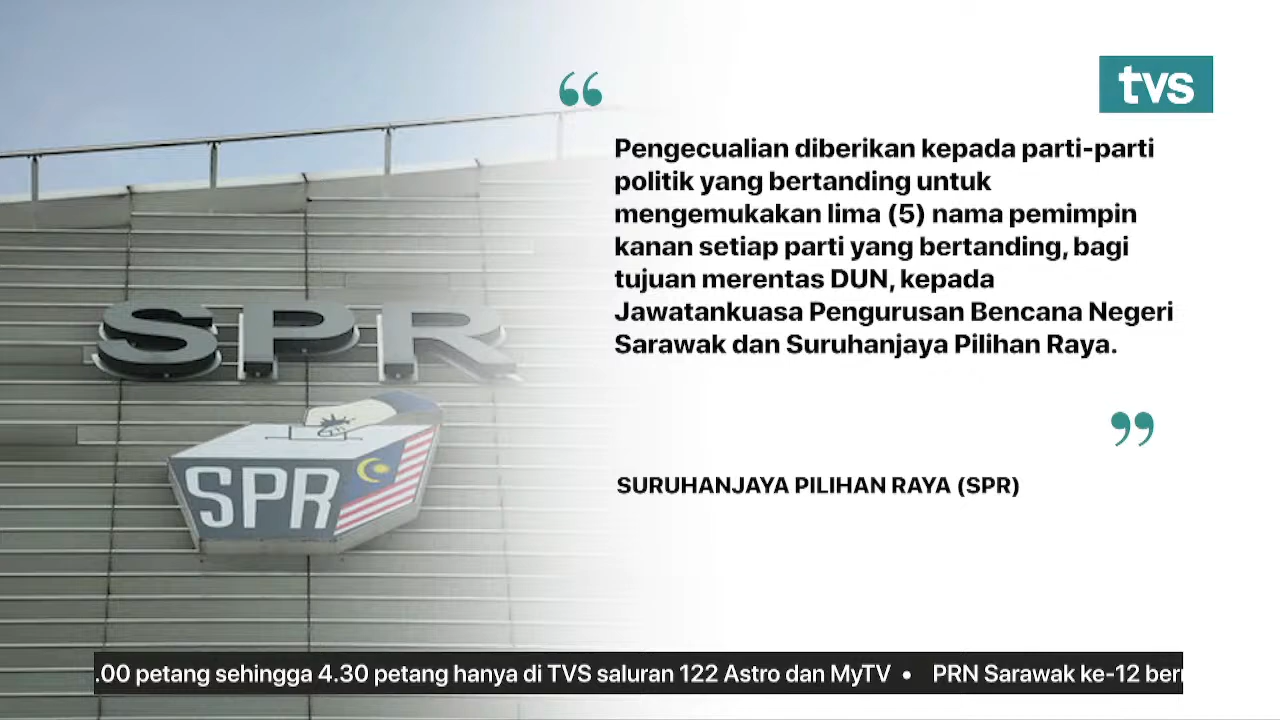 tvs
“
Pengecualian diberikan kepada parti-parti
politik yang bertanding untuk
mengemukakan lima (5) nama pemimpin
kanan setiap parti yang bertanding, bagi
tujuan merentas DUN, kepada
Jawatankuasa Pengurusan Bencana Negeri
Sarawak dan Suruhanjaya Pilihan Raya.
”
SURUHANJAYA PILIHAN RAYA (SPR)
SPR
SPR
.00 petang sehingga 4.30 petang hanya di TVS saluran 122 Astro dan MyTV • PRN Sarawak ke-12